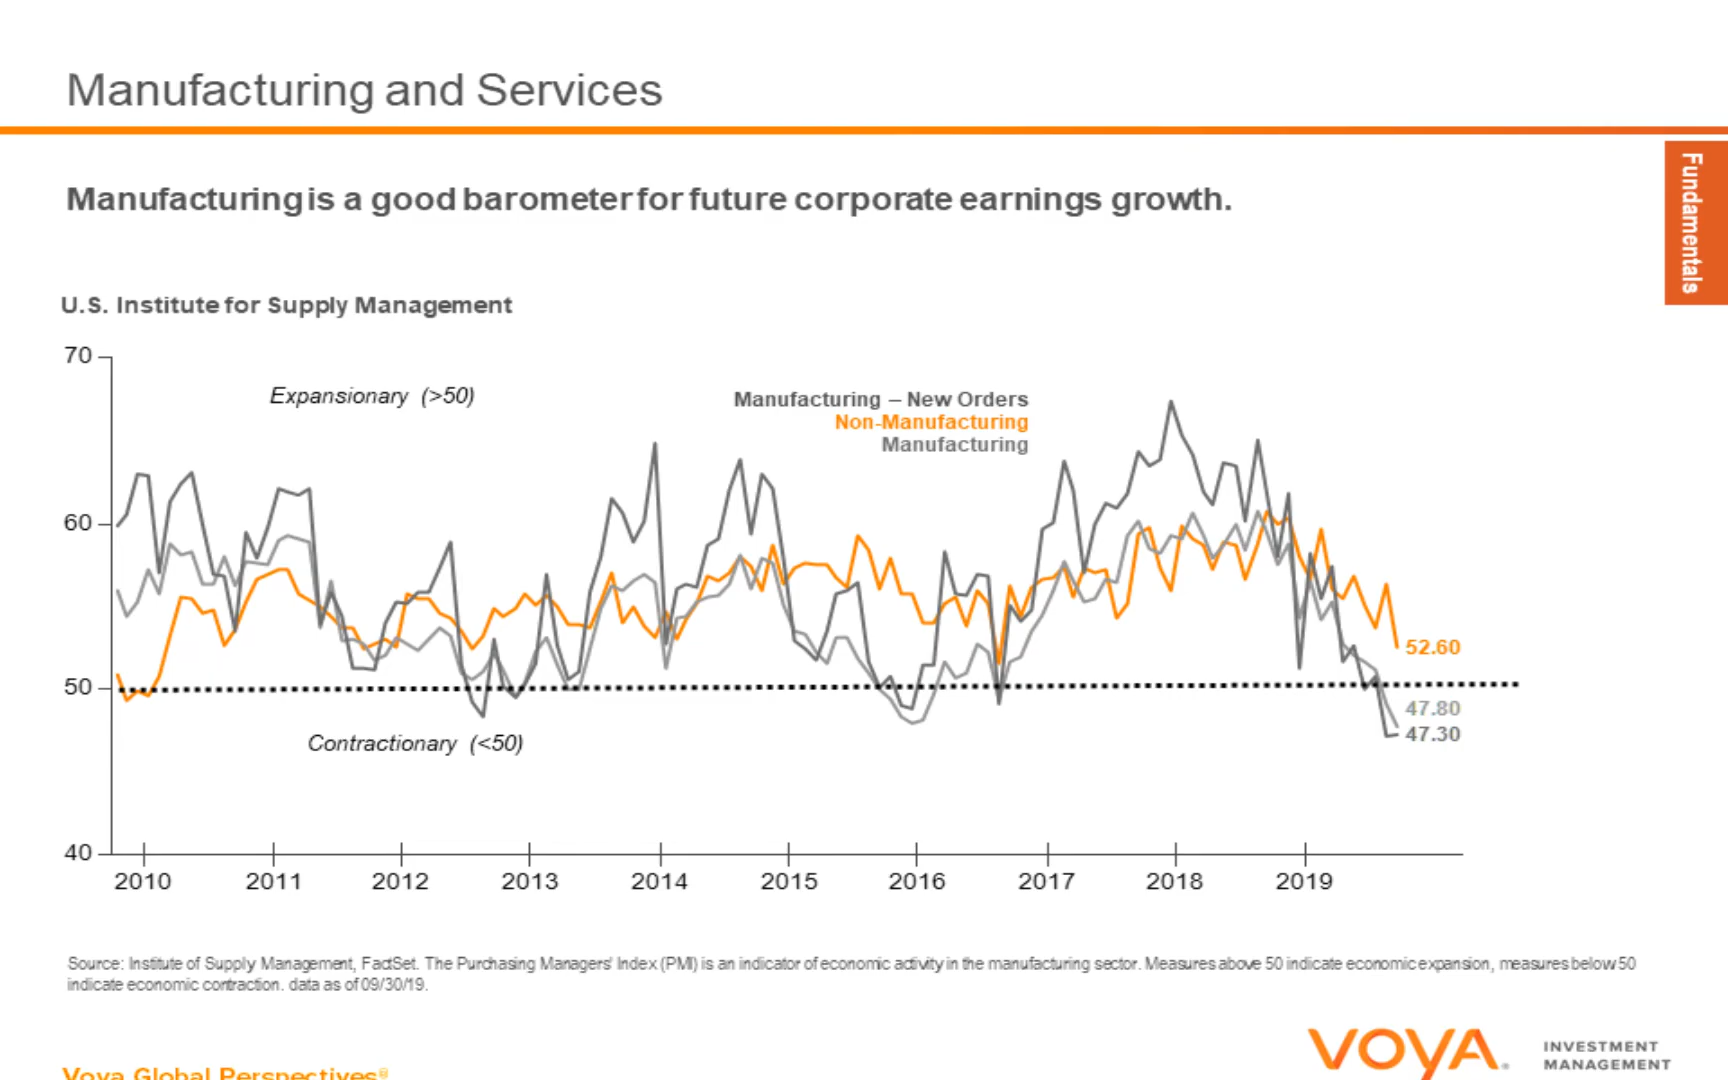 Manufacturing and Services
Fundamentals
Manufacturing is a good barometer for future corporate earnings growth.
U.S. Institute for Supply Management
70
Expansionary (>50)
Manufacturing – New Orders
Non-Manufacturing
Manufacturing
60
52.60
50
47.80
47.30
Contractionary (<50)
40
2010 2011 2012 2013 2014 2015 2016 2017 2018 2019
Source: Institute of Supply Management, FactSet. The Purchasing Managers' Index (PMI) is an indicator of economic activity in the manufacturing sector. Measures above 50 indicate economic expansion, measures below 50
indicate economic contraction. data as of 09/30/19.
VOYA.
INVESTMENT
MANAGEMENT
Voya Global Perspectives®